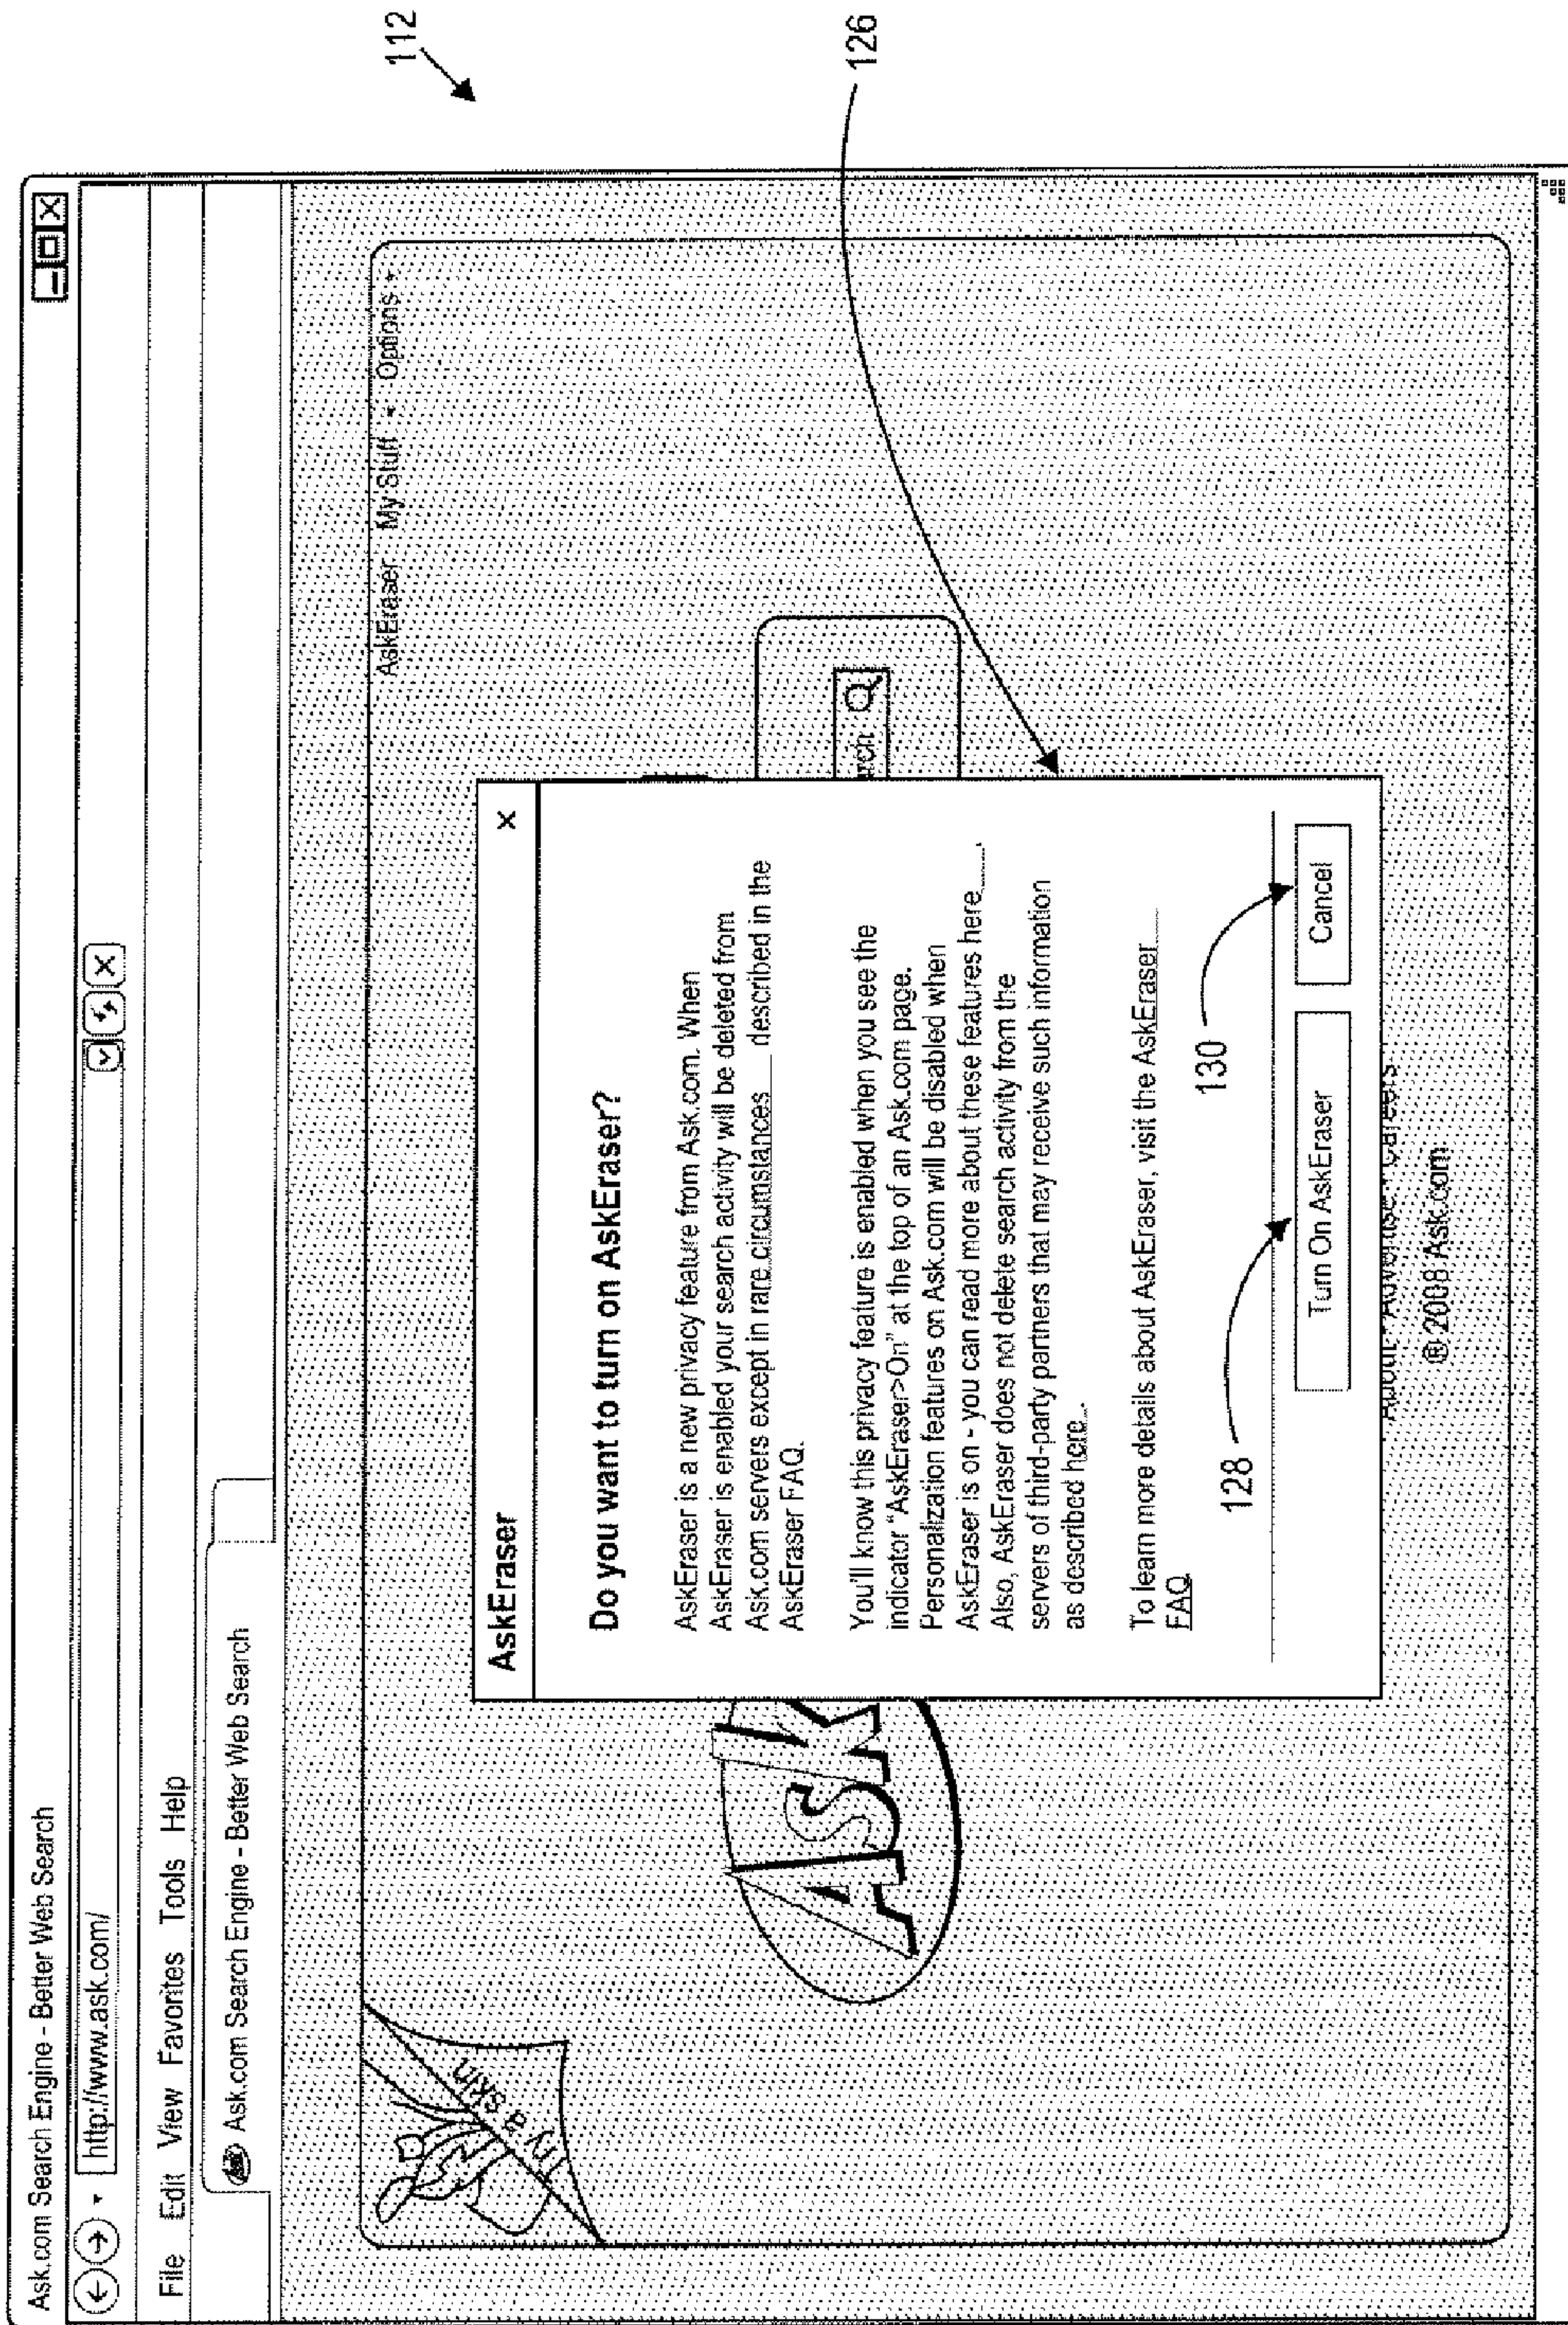 Ask.com Search Engine - Better Web Search
http://www.ask.com/
File Edit View Favorites Tools Help
Ask Ask.com Search Engine - Better Web Search
112
Try a skin
AskEraser My Stuff Options
ASK
rch
126
AskEraser X
Do you want to turn on AskEraser?
AskEraser is a new privacy feature from Ask.com. When
AskEraser is enabled your search activity will be deleted from
Ask.com servers except in rare circumstances described in the
AskEraser FAQ.
You'll know this privacy feature is enabled when you see the
indicator "AskEraser>On" at the top of an Ask.com page.
Personalization features on Ask.com will be disabled when
AskEraser is on - you can read more about these features here
Also, AskEraser does not delete search activity from the
servers of third-party partners that may receive such information
as described here.
To learn more details about AskEraser, visit the AskEraser
FAQ
128
130
Turn On AskEraser
Cancel
About - Advertise - Careers
® 2008 Ask.com